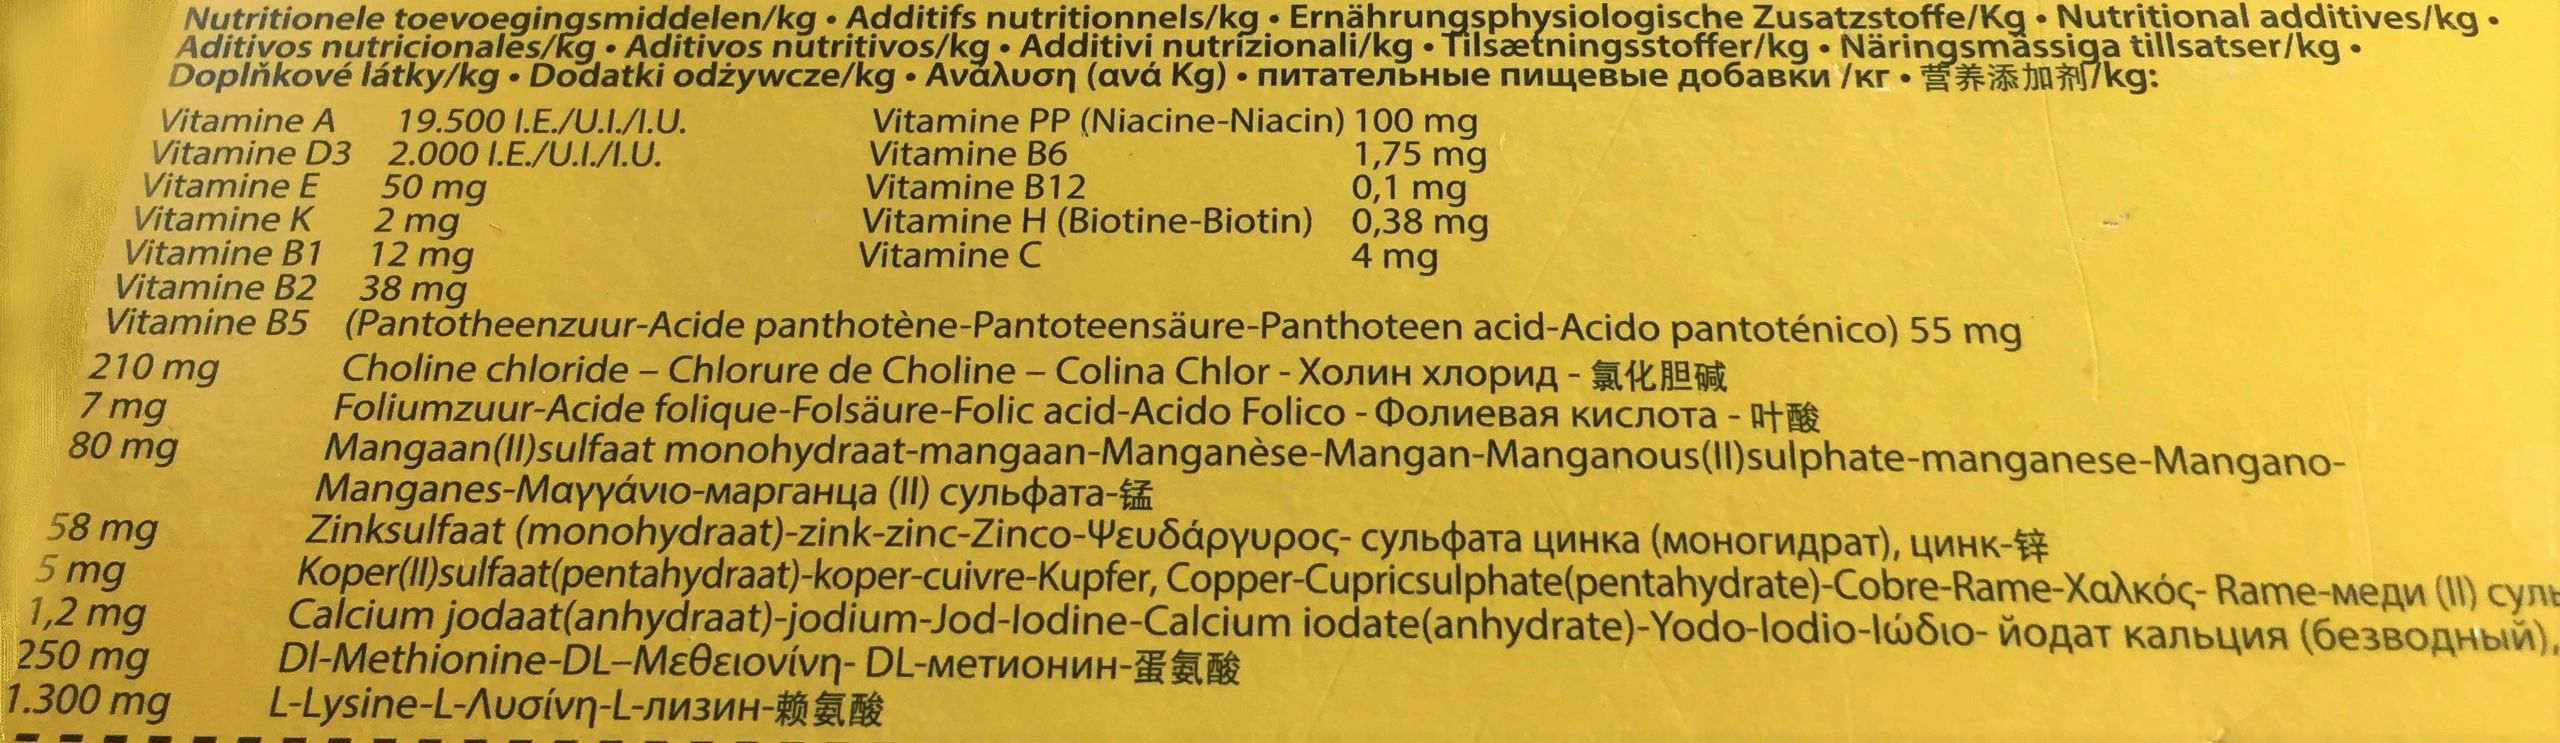 Nutritionele toevoegingsmiddelen/kg • Additifs nutritionnels/kg • Ernährungsphysiologische Zusatzstoffe/Kg • Nutritional additives/kg •
Aditivos nutricionales/kg • Aditivos nutritivos/kg • Additivi nutrizionali/kg • Tilsætningsstoffer/kg • Näringsmässiga tillsatser/kg •
Doplňkové látky/kg • Dodatki odżywcze/kg • Ανάλυση (ανά Kg) • питательные пищевые добавки /кг • 营养添加剂/kg:
Vitamine A 19.500 I.E./U.I./I.U. Vitamine PP (Niacine-Niacin) 100 mg
Vitamine D3 2.000 I.E./U.I./I.U. Vitamine B6 1,75 mg
Vitamine E 50 mg Vitamine B12 0,1 mg
Vitamine K 2 mg Vitamine H (Biotine-Biotin) 0,38 mg
Vitamine B1 12 mg Vitamine C 4 mg
Vitamine B2 38 mg
Vitamine B5 (Pantotheenzuur-Acide panthotène-Pantoteensäure-Panthoteen acid-Acido pantoténico) 55 mg
210 mg Choline chloride – Chlorure de Choline – Colina Chlor - Холин хлорид - 氯化胆碱
7 mg Foliumzuur-Acide folique-Folsäure-Folic acid-Acido Folico - Фолиевая кислота - 叶酸
80 mg Mangaan(II)sulfaat monohydraat-mangaan-Manganèse-Mangan-Manganous(II)sulphate-manganese-Mangano-
Manganes-Μαγγάνιο-марганца (II) сульфата-锰
58 mg Zinksulfaat (monohydraat)-zink-zinc-Zinco-Ψευδάργυρος- сульфата цинка (моногидрат), цинк-锌
5 mg Koper(II)sulfaat(pentahydraat)-koper-cuivre-Kupfer, Copper-Cupricsulphate(pentahydrate)-Cobre-Rame-Χαλκός- Rame-меди (II) суль
1,2 mg Calcium jodaat(anhydraat)-jodium-Jod-Iodine-Calcium iodate(anhydrate)-Yodo-Iodio-Ιώδιο- йодат кальция (безводный),
250 mg Dl-Methionine-DL–Μεθειονίνη- DL-метионин-蛋氨酸
1.300 mg L-Lysine-L-Λυσίνη-L-лизин-赖氨酸